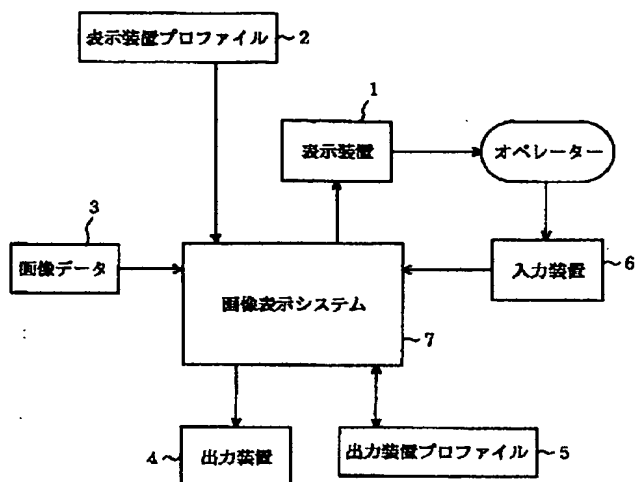 表示装置プロファイル ~2
1
表示装置
オペレーター
3
画像データ
画像表示システム
入力装置
6
~7
4~ 出力装置
出力装置プロファイル ~5